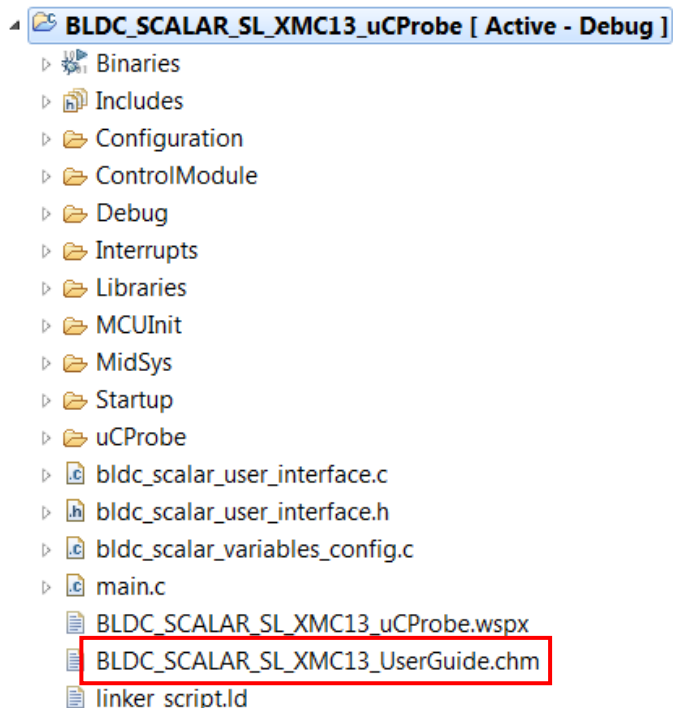 BLDC_SCALAR_SL_XMC13_uCProbe [ Active - Debug ]
Binaries
Includes
Configuration
ControlModule
Debug
Interrupts
Libraries
MCUInit
MidSys
Startup
uCProbe
bldc_scalar_user_interface.c
bldc_scalar_user_interface.h
bldc_scalar_variables_config.c
main.c
BLDC_SCALAR_SL_XMC13_uCProbe.wspx
BLDC_SCALAR_SL_XMC13_UserGuide.chm
linker_script.ld